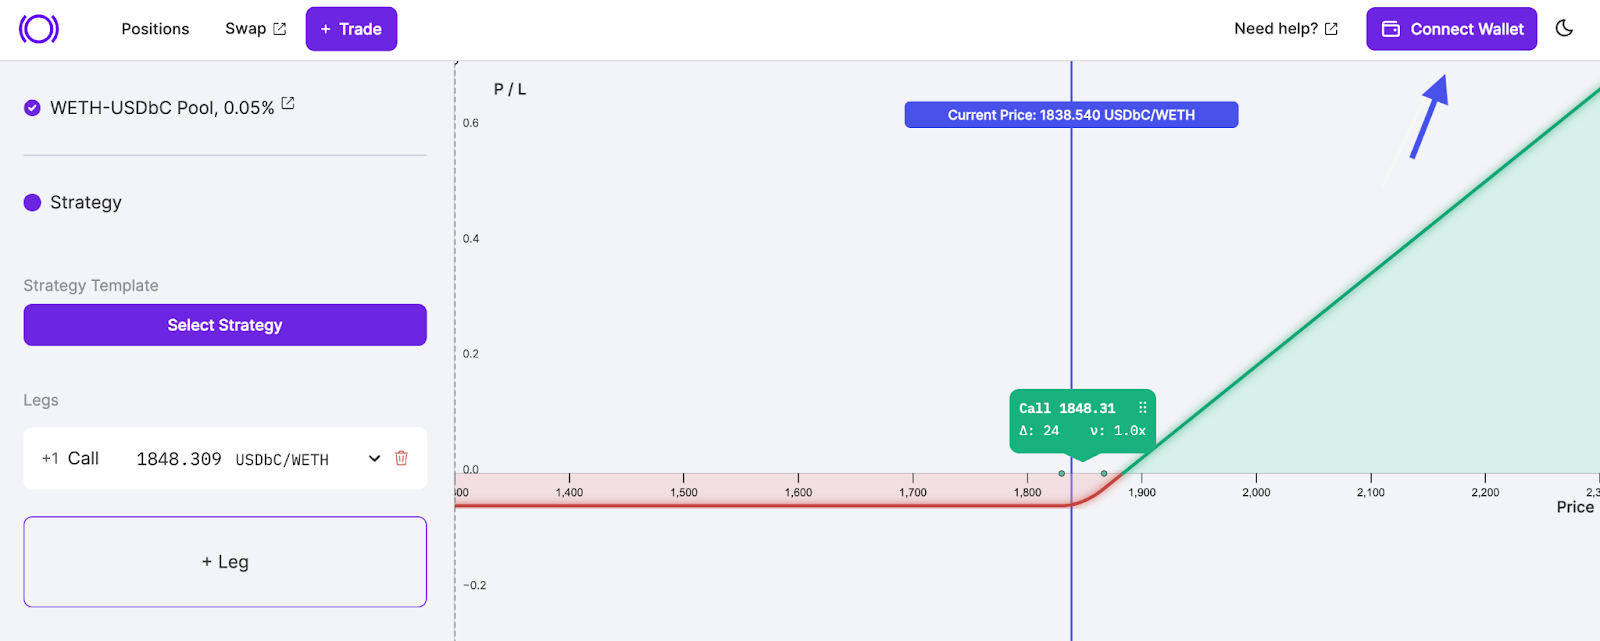 Positions
Swap
+ Trade
Need help?
Connect Wallet
WETH-USDbC Pool, 0.05%
Strategy
Strategy Template
Select Strategy
Legs
+1 Call 1848.309 USDbC/WETH
+ Leg
P / L
Current Price: 1838.540 USDbC/WETH
0.6
0.4
0.2
Call 1848.31
Δ: 24 ν: 1.0x
0.0
00 1,400 1,500 1,600 1,700 1,800 1,900 2,000 2,100 2,200 2,3
Price
−0.2